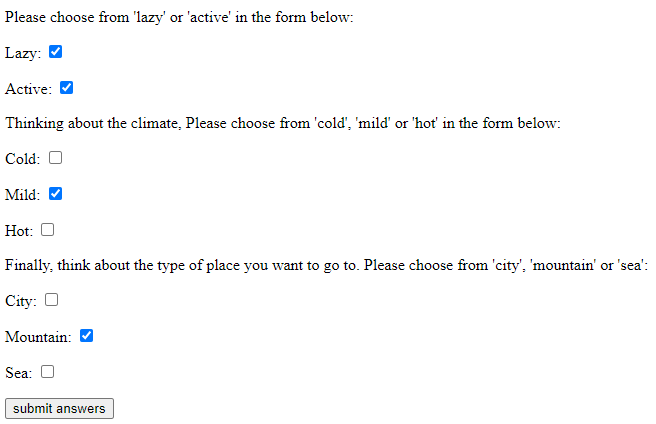 Please choose from 'lazy' or 'active' in the form below:
Lazy:
Active:
Thinking about the climate, Please choose from 'cold', 'mild' or 'hot' in the form below:
Cold:
Mild:
Hot:
Finally, think about the type of place you want to go to. Please choose from 'city', 'mountain' or 'sea':
City:
Mountain:
Sea:
submit answers